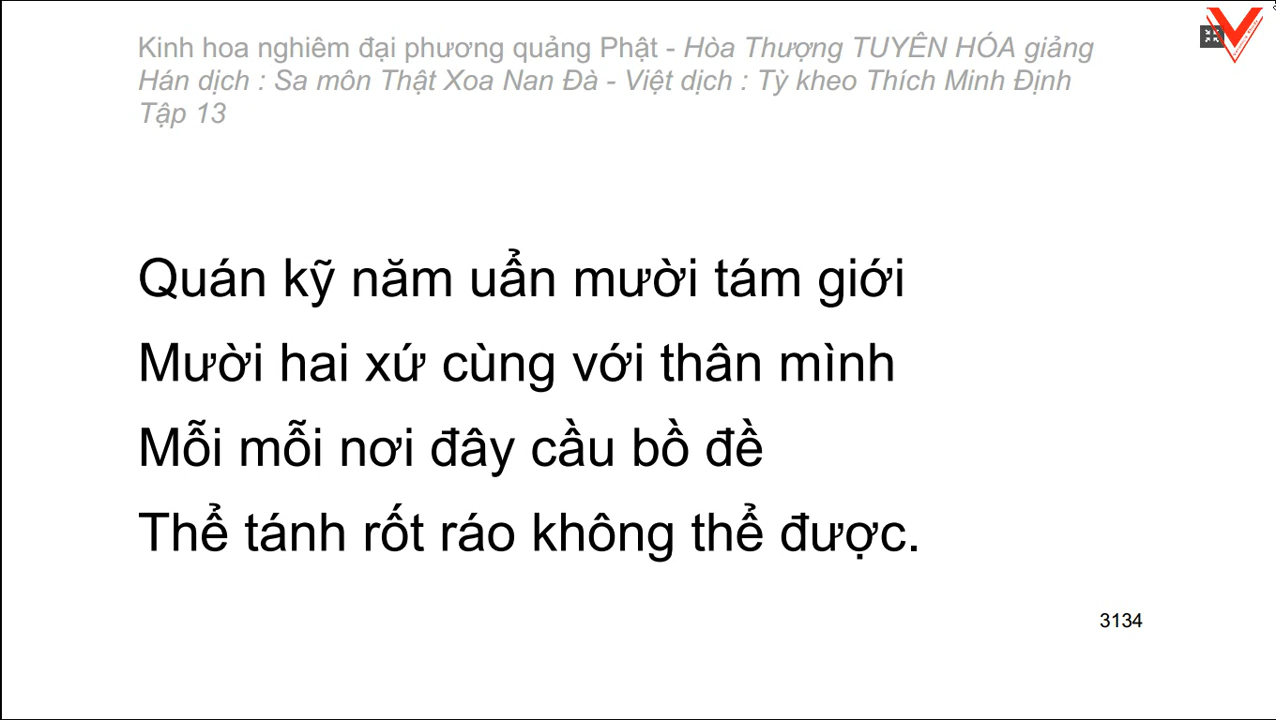 Kinh hoa nghiêm đại phương quảng Phật - Hòa Thượng TUYÊN HÓA giảng
Hán dịch : Sa môn Thật Xoa Nan Đà - Việt dịch : Tỳ kheo Thích Minh Định
Tập 13
Quán kỹ năm uẩn mười tám giới
Mười hai xứ cùng với thân mình
Mỗi mỗi nơi đây cầu bồ đề
Thể tánh rốt ráo không thể được.
3134